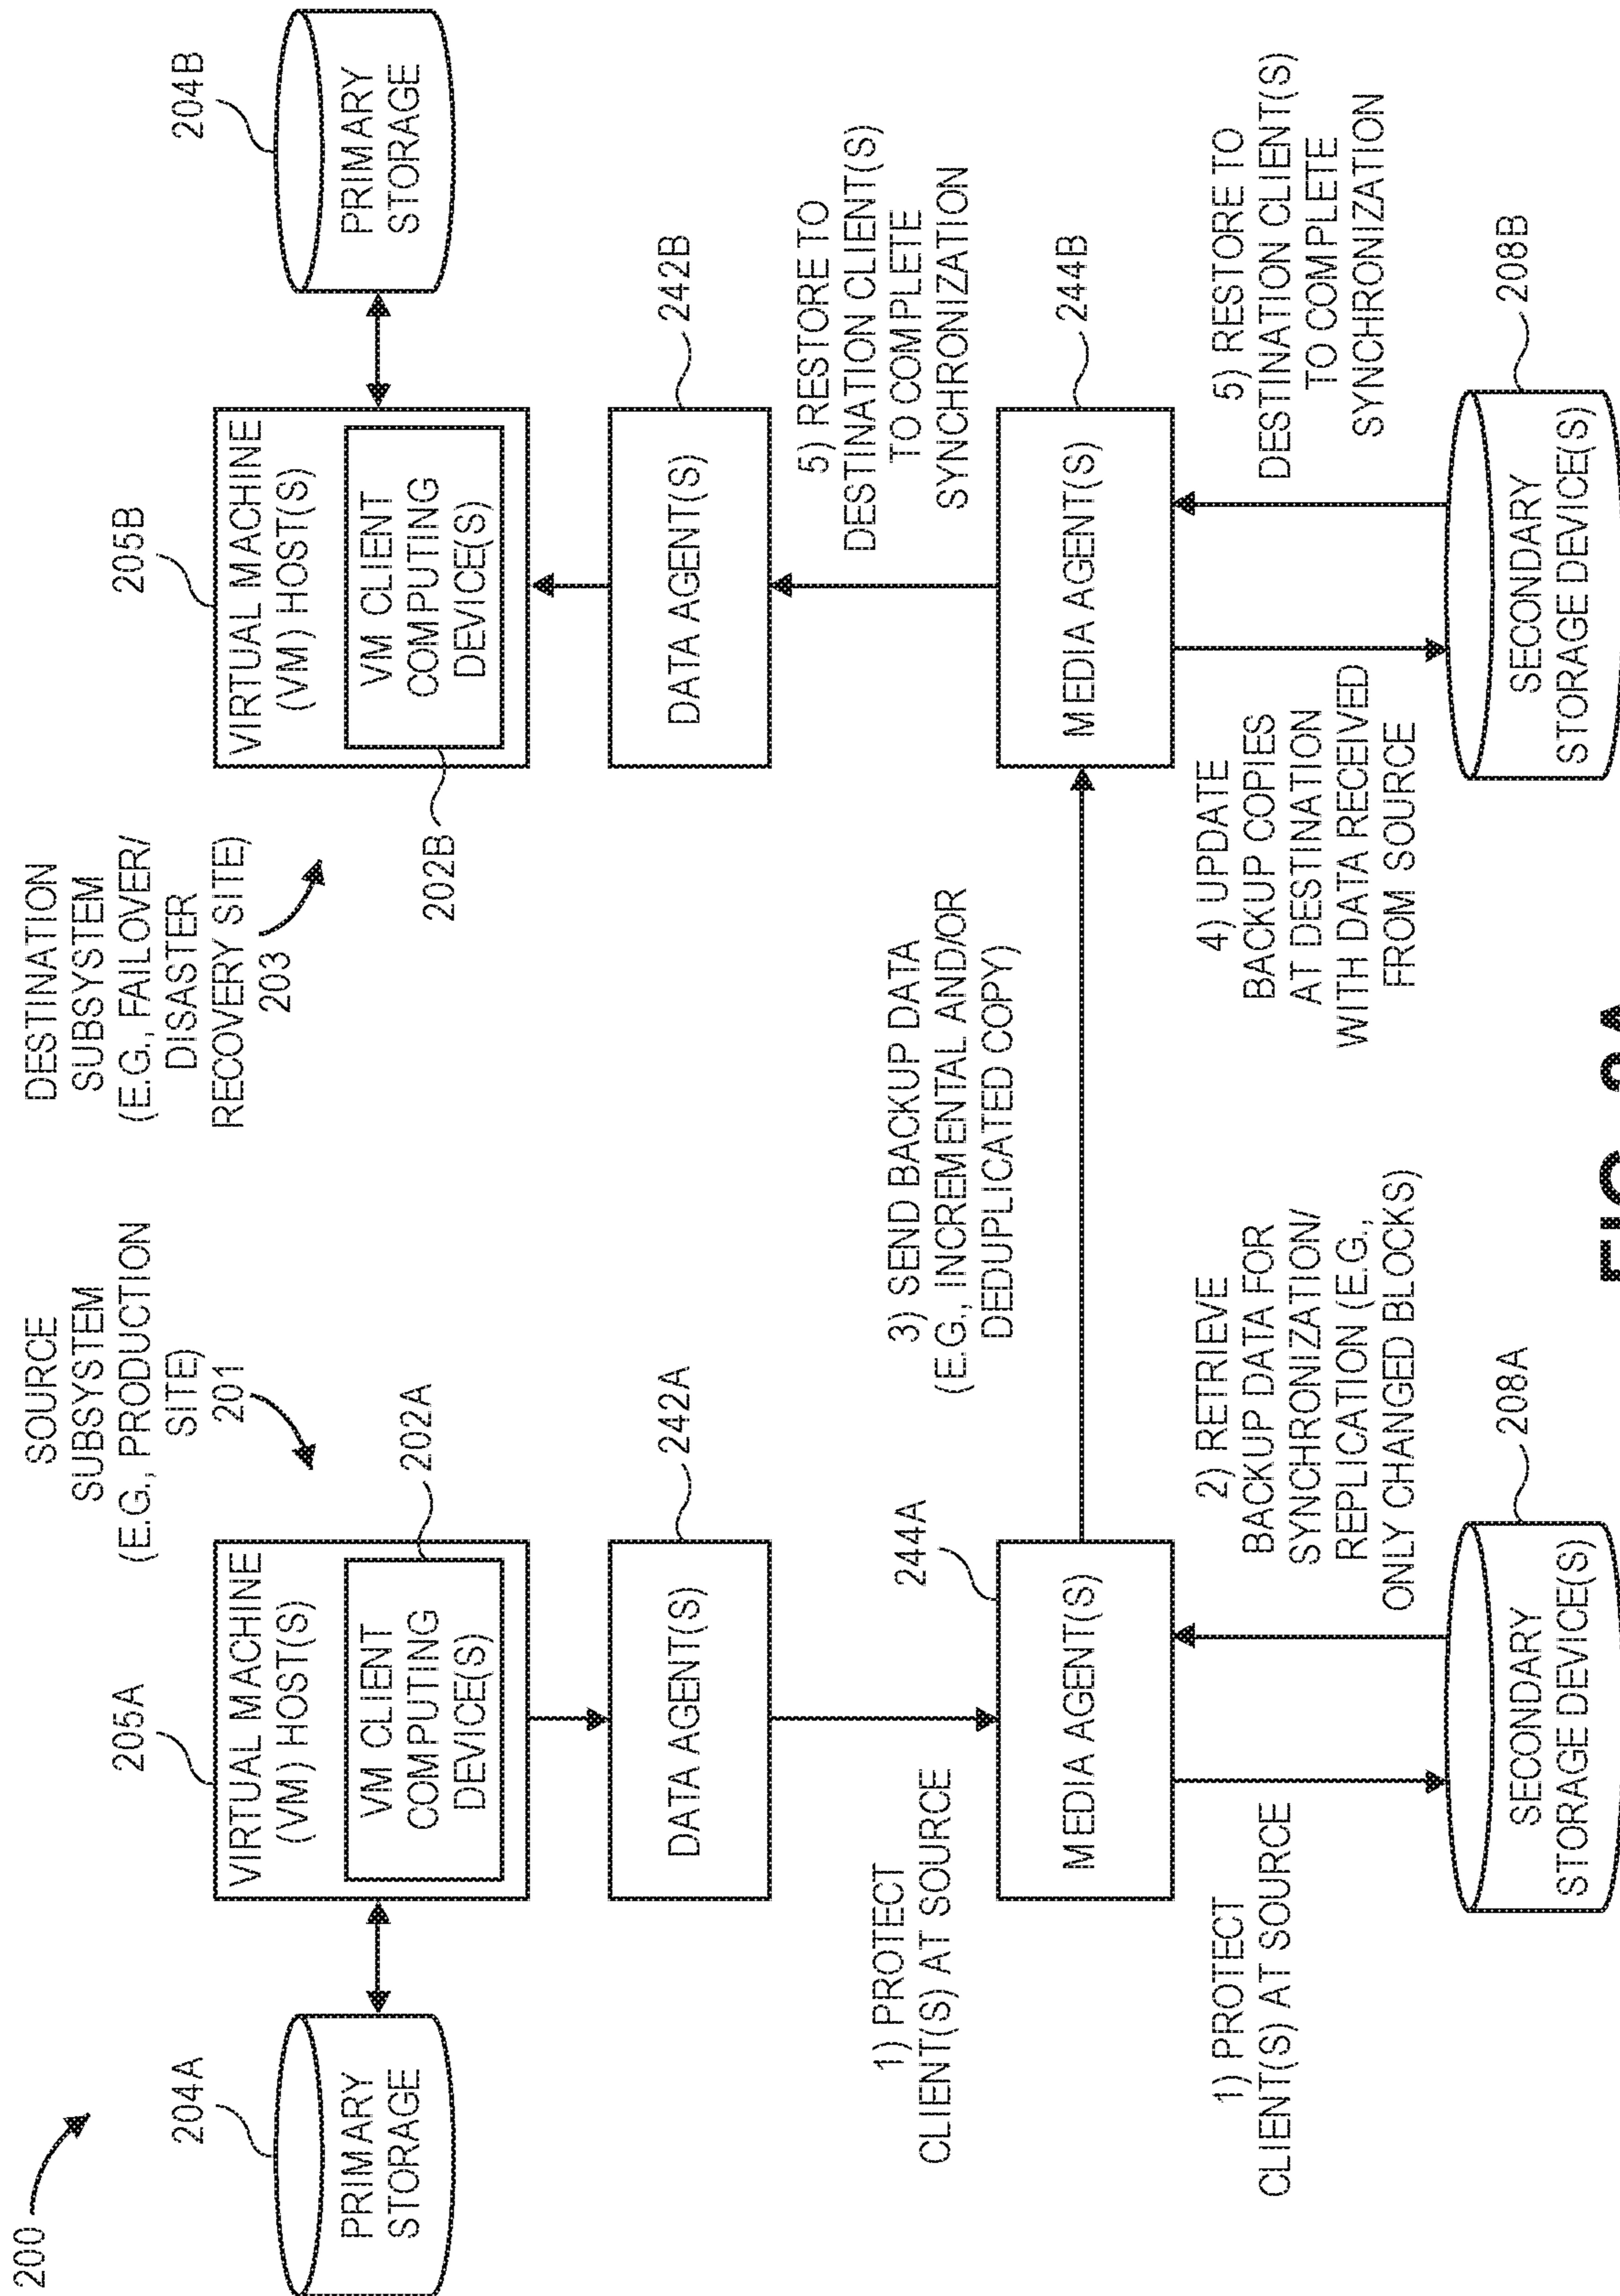 200
SOURCE
SUBSYSTEM
(E.G., PRODUCTION
SITE)
201
DESTINATION
SUBSYSTEM
(E.G., FAILOVER/
DISASTER
RECOVERY SITE)
203
204A
PRIMARY
STORAGE
205A
VIRTUAL MACHINE
(VM) HOST(S)
VM CLIENT
COMPUTING
DEVICE(S)
202A
205B
VIRTUAL MACHINE
(VM) HOST(S)
VM CLIENT
COMPUTING
DEVICE(S)
202B
204B
PRIMARY
STORAGE
DATA AGENT(S)
242A
DATA AGENT(S)
242B
1) PROTECT
CLIENT(S) AT SOURCE
3) SEND BACKUP DATA
(E.G., INCREMENTAL AND/OR
DEDUPLICATED COPY)
5) RESTORE TO
DESTINATION CLIENT(S)
TO COMPLETE
SYNCHRONIZATION
244A
MEDIA AGENT(S)
MEDIA AGENT(S)
244B
1) PROTECT
CLIENT(S) AT SOURCE
2) RETRIEVE
BACKUP DATA FOR
SYNCHRONIZATION/
REPLICATION (E.G.,
ONLY CHANGED BLOCKS)
4) UPDATE
BACKUP COPIES
AT DESTINATION
WITH DATA RECEIVED
FROM SOURCE
5) RESTORE TO
DESTINATION CLIENT(S)
TO COMPLETE
SYNCHRONIZATION
SECONDARY
STORAGE DEVICE(S)
208A
SECONDARY
STORAGE DEVICE(S)
208B